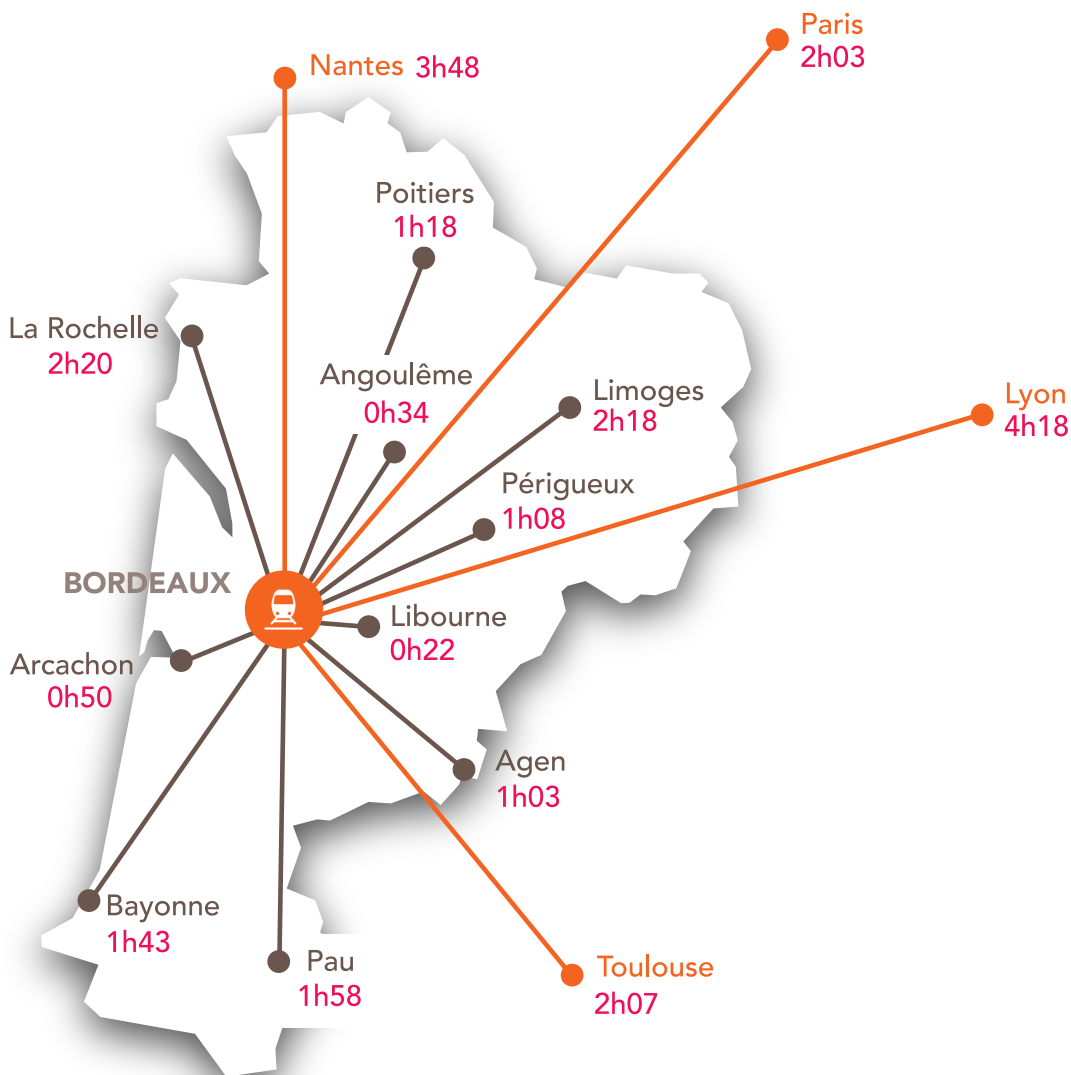 Paris
2h03
Nantes 3h48
Poitiers
1h18
La Rochelle
2h20
Angoulême
0h34
Limoges
2h18
Lyon
4h18
Périgueux
1h08
BORDEAUX
Libourne
0h22
Arcachon
0h50
Agen
1h03
Bayonne
1h43
Pau
1h58
Toulouse
2h07